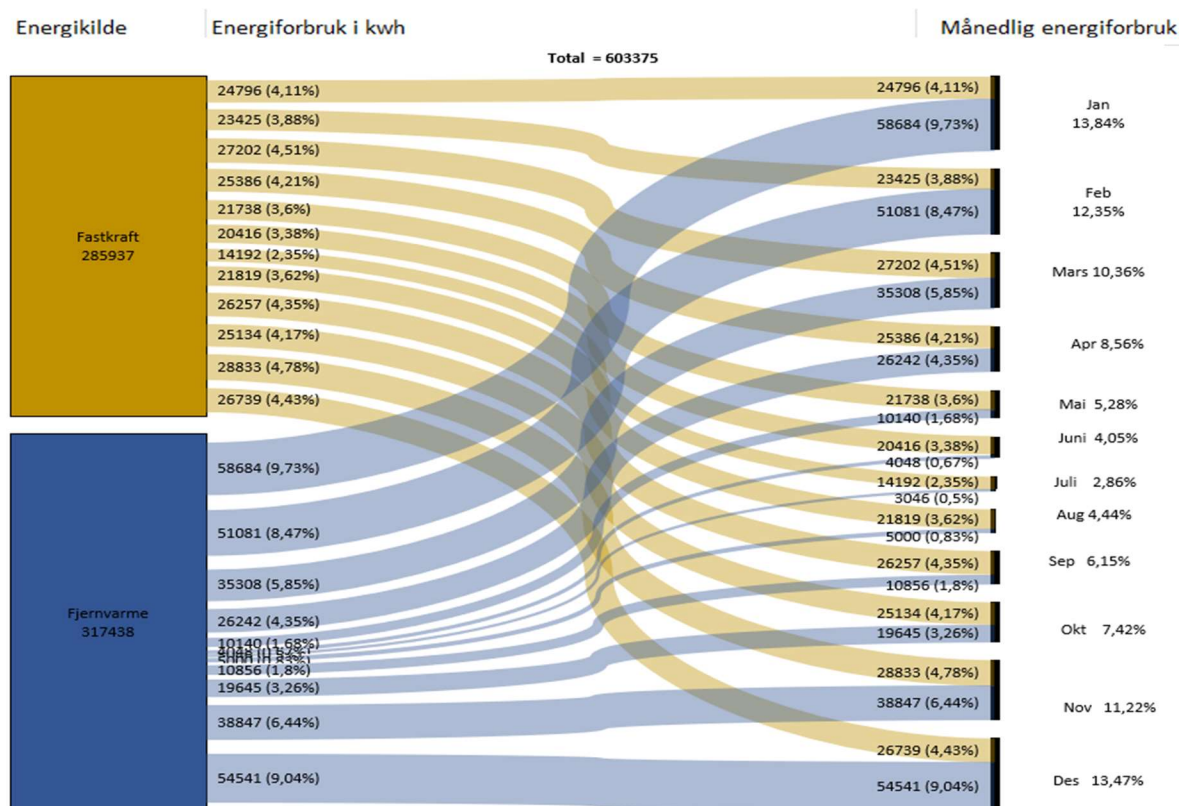 Energikilde
Energiforbruk i kwh
Månedlig energiforbruk
Total = 603375
Fastkraft
285937
24796 (4,11%)
23425 (3,88%)
27202 (4,51%)
25386 (4,21%)
21738 (3,6%)
20416 (3,38%)
14192 (2,35%)
21819 (3,62%)
26257 (4,35%)
25134 (4,17%)
28833 (4,78%)
26739 (4,43%)
Fjernvarme
317438
58684 (9,73%)
51081 (8,47%)
35308 (5,85%)
26242 (4,35%)
10140 (1,68%)
5000 (0,83%)
10856 (1,8%)
19645 (3,26%)
38847 (6,44%)
54541 (9,04%)
24796 (4,11%)
58684 (9,73%)
Jan
13,84%
23425 (3,88%)
51081 (8,47%)
Feb
12,35%
27202 (4,51%)
35308 (5,85%)
Mars 10,36%
25386 (4,21%)
26242 (4,35%)
Apr 8,56%
21738 (3,6%)
10140 (1,68%)
Mai 5,28%
20416 (3,38%)
4048 (0,67%)
Juni 4,05%
14192 (2,35%)
3046 (0,5%)
Juli 2,86%
21819 (3,62%)
5000 (0,83%)
Aug 4,44%
26257 (4,35%)
10856 (1,8%)
Sep 6,15%
25134 (4,17%)
19645 (3,26%)
Okt 7,42%
28833 (4,78%)
38847 (6,44%)
Nov 11,22%
26739 (4,43%)
54541 (9,04%)
Des 13,47%